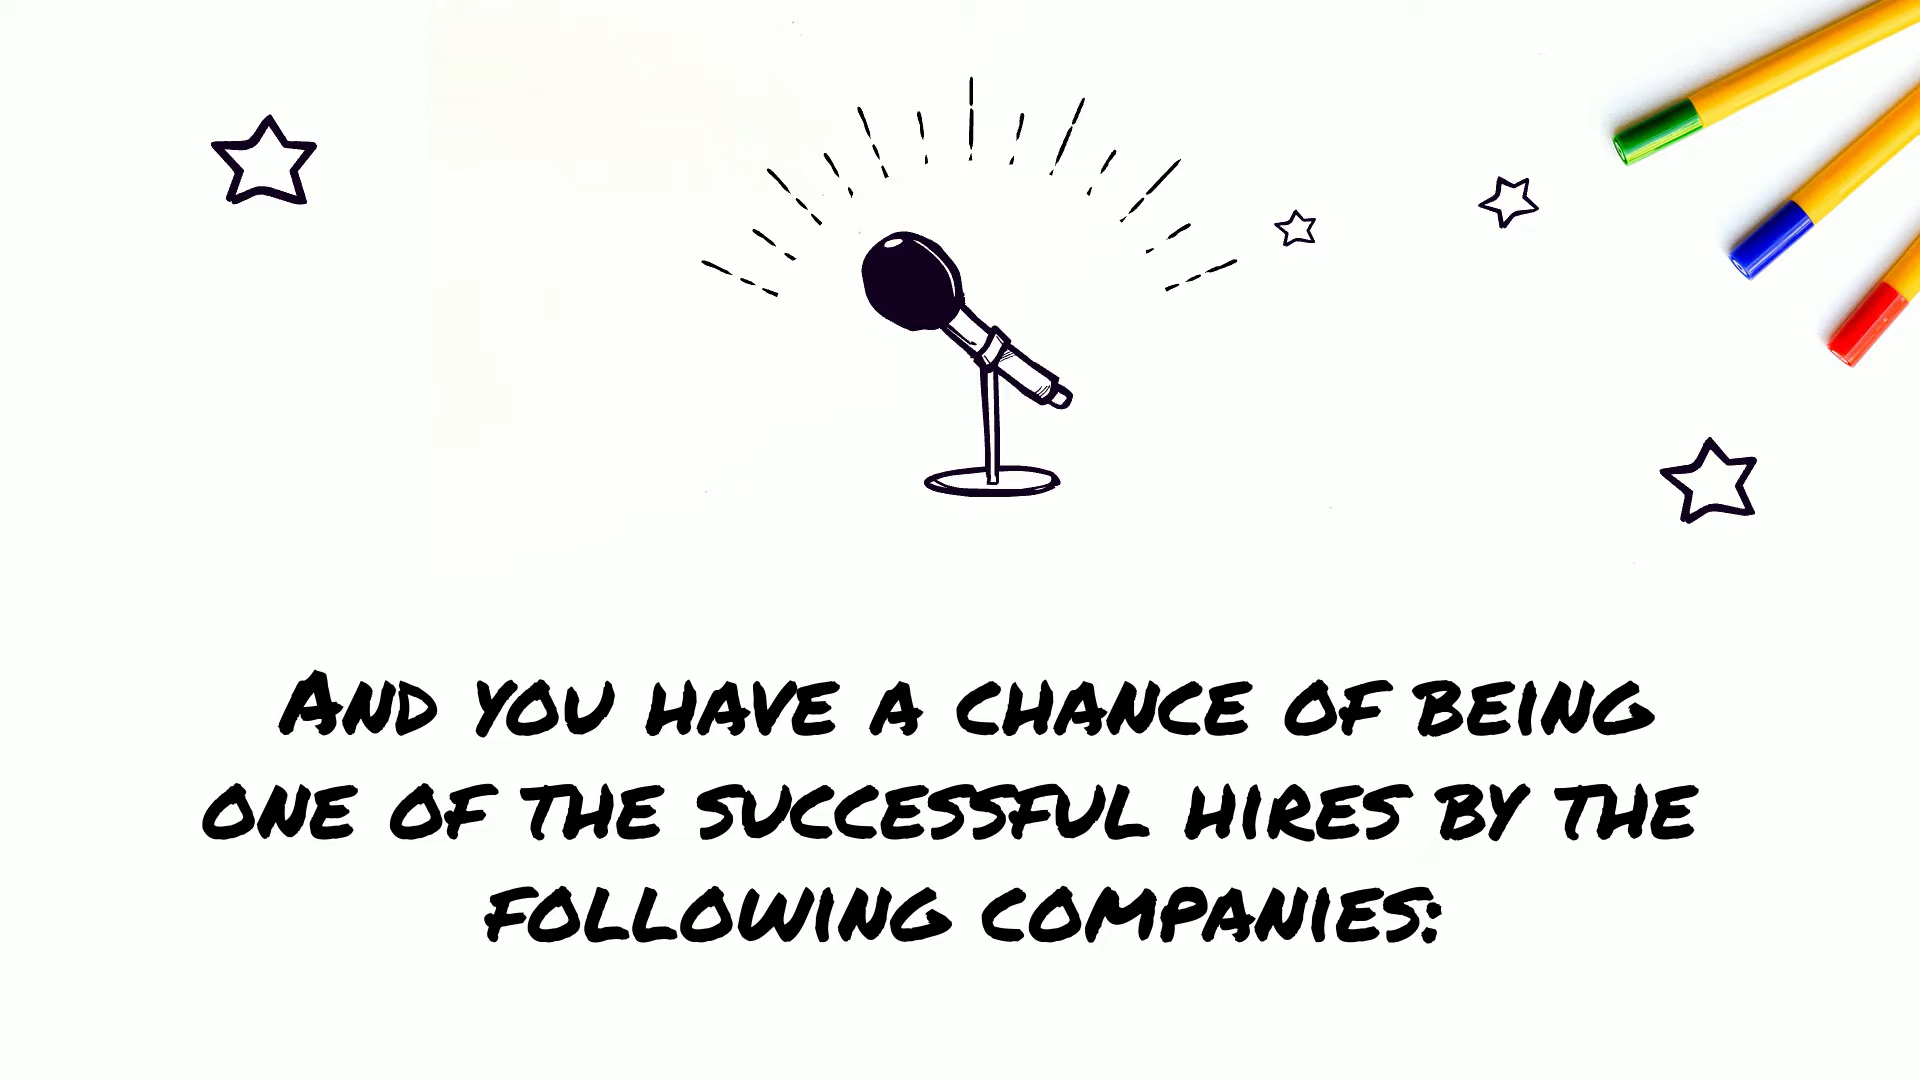 And you have a chance of being
one of the successful hires by the
following companies: